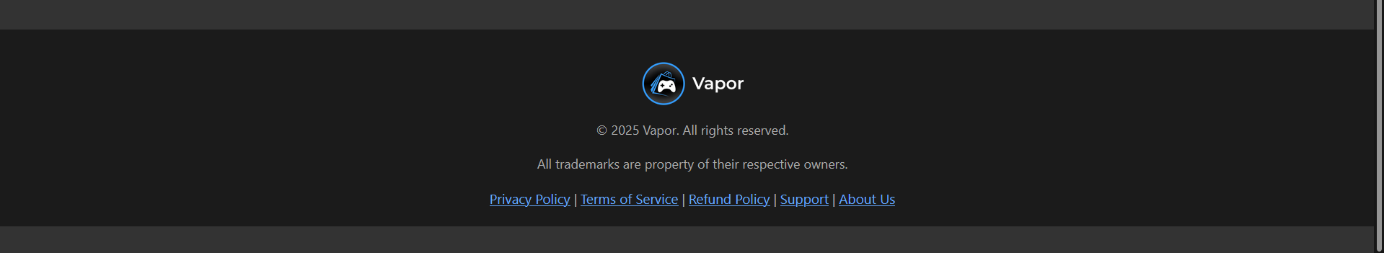 Vapor
© 2025 Vapor. All rights reserved.
All trademarks are property of their respective owners.
Privacy Policy | Terms of Service | Refund Policy | Support | About Us